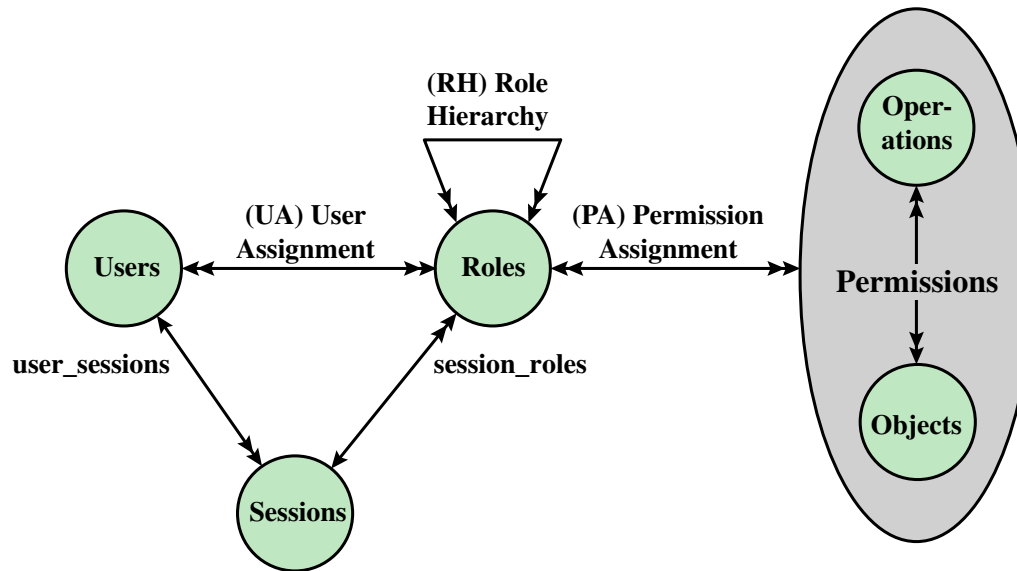 (RH) Role
Hierarchy
Oper-
ations
(UA) User
Assignment
(PA) Permission
Assignment
Users
Roles
Permissions
user_sessions
session_roles
Objects
Sessions